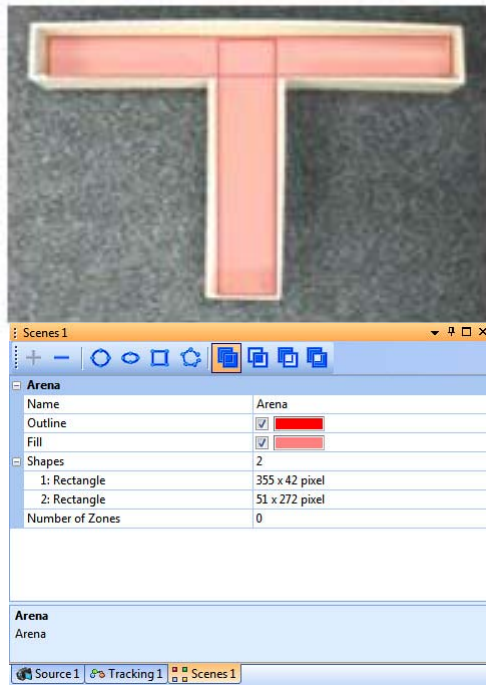 Scenes 1
Arena
Name Arena
Outline
Fill
Shapes 2
1: Rectangle 355 x 42 pixel
2: Rectangle 51 x 272 pixel
Number of Zones 0
Arena
Arena
Source 1 Tracking 1 Scenes 1